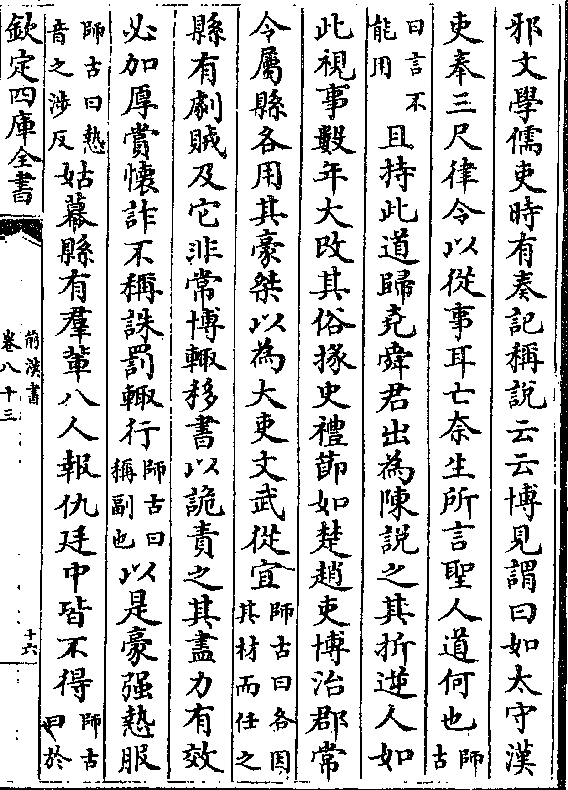 邪文學儒吏時有奏記稱說云云博見謂曰如太守漢
吏奉三尺律令以從事耳亡奈生所言聖人道何也師古
曰言不能用且持此道歸堯舜君出為陳說之其折逆人如
此視事數年大改其俗掾史禮節如楚趙吏博治郡常
令屬縣各用其豪桀以為大吏文武從宜師古曰各因其材而任之
縣有劇賊及它非常博輒移書以詭責之其盡力有效
必加厚賞懷詐不稱誅罰輒行師古曰稱副也以是豪强慹服
師古曰慹音之涉反姑幕縣有羣輩八人報仇廷中皆不得師古曰於
欽定四庫全書
前漢書
卷八十三
十六